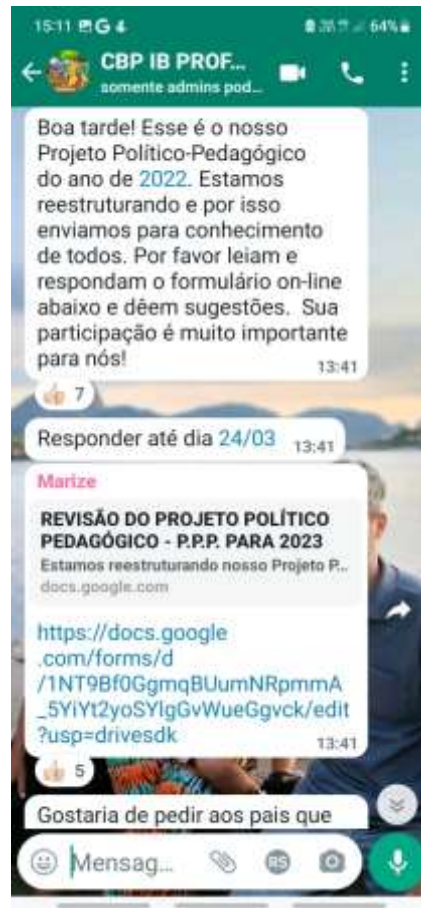 15:11
64%
CBP IB PROF...
somente admins pod...
Boa tarde! Esse é o nosso
Projeto Político-Pedagógico
do ano de 2022. Estamos
reestruturando e por isso
enviamos para conhecimento
de todos. Por favor leiam e
respondam o formulário on-line
abaixo e dêem sugestões. Sua
participação é muito importante
para nós!
13:41
7
Responder até dia 24/03
13:41
Marize
REVISÃO DO PROJETO POLÍTICO
PEDAGÓGICO - P.P.P. PARA 2023
Estamos reestruturando nosso Projeto P...
docs.google.com
https://docs.google
.com/forms/d
/1NT9Bf0GgmqBUumNRpmmA
_5YiYt2yoSYlgGvWueGgvck/edit
?usp=drivesdk
13:41
5
Gostaria de pedir aos pais que
Mensag...